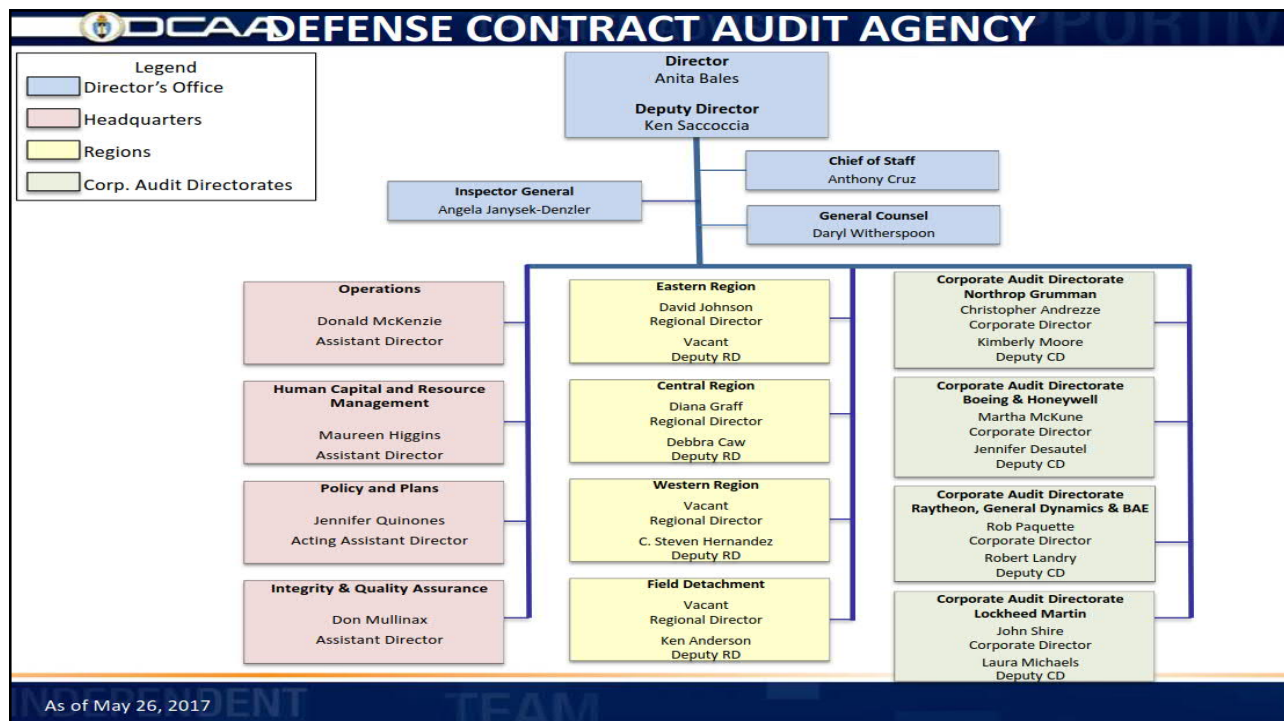 DCAA DEFENSE CONTRACT AUDIT AGENCY
SUPPORTIV
Legend
Director's Office
Headquarters
Regions
Corp. Audit Directorates
Director
Anita Bales
Deputy Director
Ken Saccoccia
Chief of Staff
Anthony Cruz
Inspector General
Angela Janysek-Denzler
General Counsel
Daryl Witherspoon
Operations
Donald McKenzie
Assistant Director
Human Capital and Resource
Management
Maureen Higgins
Assistant Director
Policy and Plans
Jennifer Quinones
Acting Assistant Director
Integrity & Quality Assurance
Don Mullinax
Assistant Director
Eastern Region
David Johnson
Regional Director
Vacant
Deputy RD
Central Region
Diana Graff
Regional Director
Debbra Caw
Deputy RD
Western Region
Vacant
Regional Director
C. Steven Hernandez
Deputy RD
Field Detachment
Vacant
Regional Director
Ken Anderson
Deputy RD
Corporate Audit Directorate
Northrop Grumman
Christopher Andrezze
Corporate Director
Kimberly Moore
Deputy CD
Corporate Audit Directorate
Boeing & Honeywell
Martha McKune
Corporate Director
Jennifer Desautel
Deputy CD
Corporate Audit Directorate
Raytheon, General Dynamics & BAE
Rob Paquette
Corporate Director
Robert Landry
Deputy CD
Corporate Audit Directorate
Lockheed Martin
John Shire
Corporate Director
Laura Michaels
Deputy CD
INDEPENDENT
TEAM
As of May 26, 2017